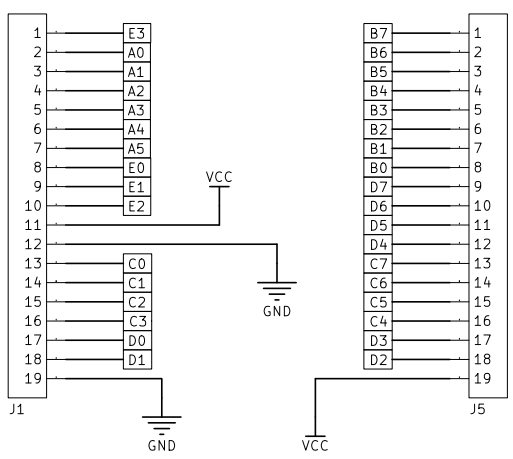 1 E3 B7 1
2 A0 B6 2
3 A1 B5 3
4 A2 B4 4
5 A3 B3 5
6 A4 B2 6
7 A5 B1 7
8 E0 B0 8
VCC
9 E1 D7 9
10 E2 D6 10
11 D5 11
12 D4 12
13 C0 C7 13
14 C1 C6 14
15 C2 C5 15
GND
16 C3 C4 16
17 D0 D3 17
18 D1 D2 18
19 19
J1 J5
GND VCC